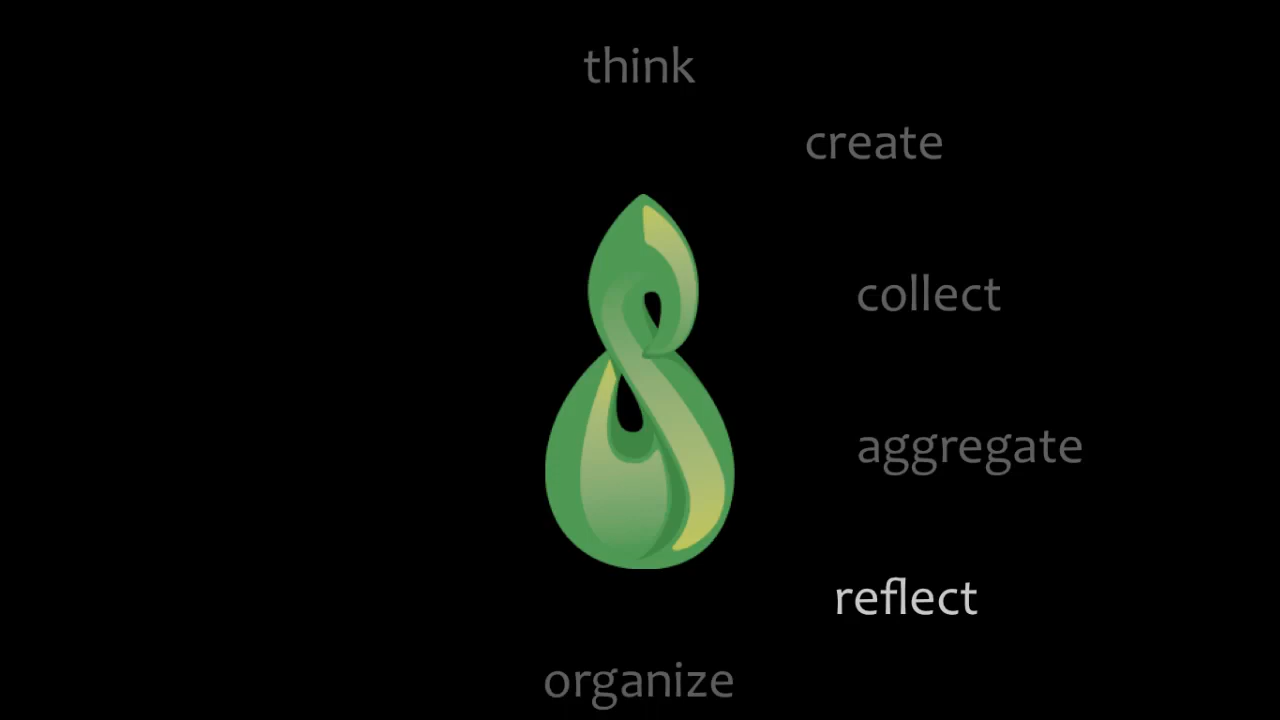 think
create
collect
aggregate
reflect
organize